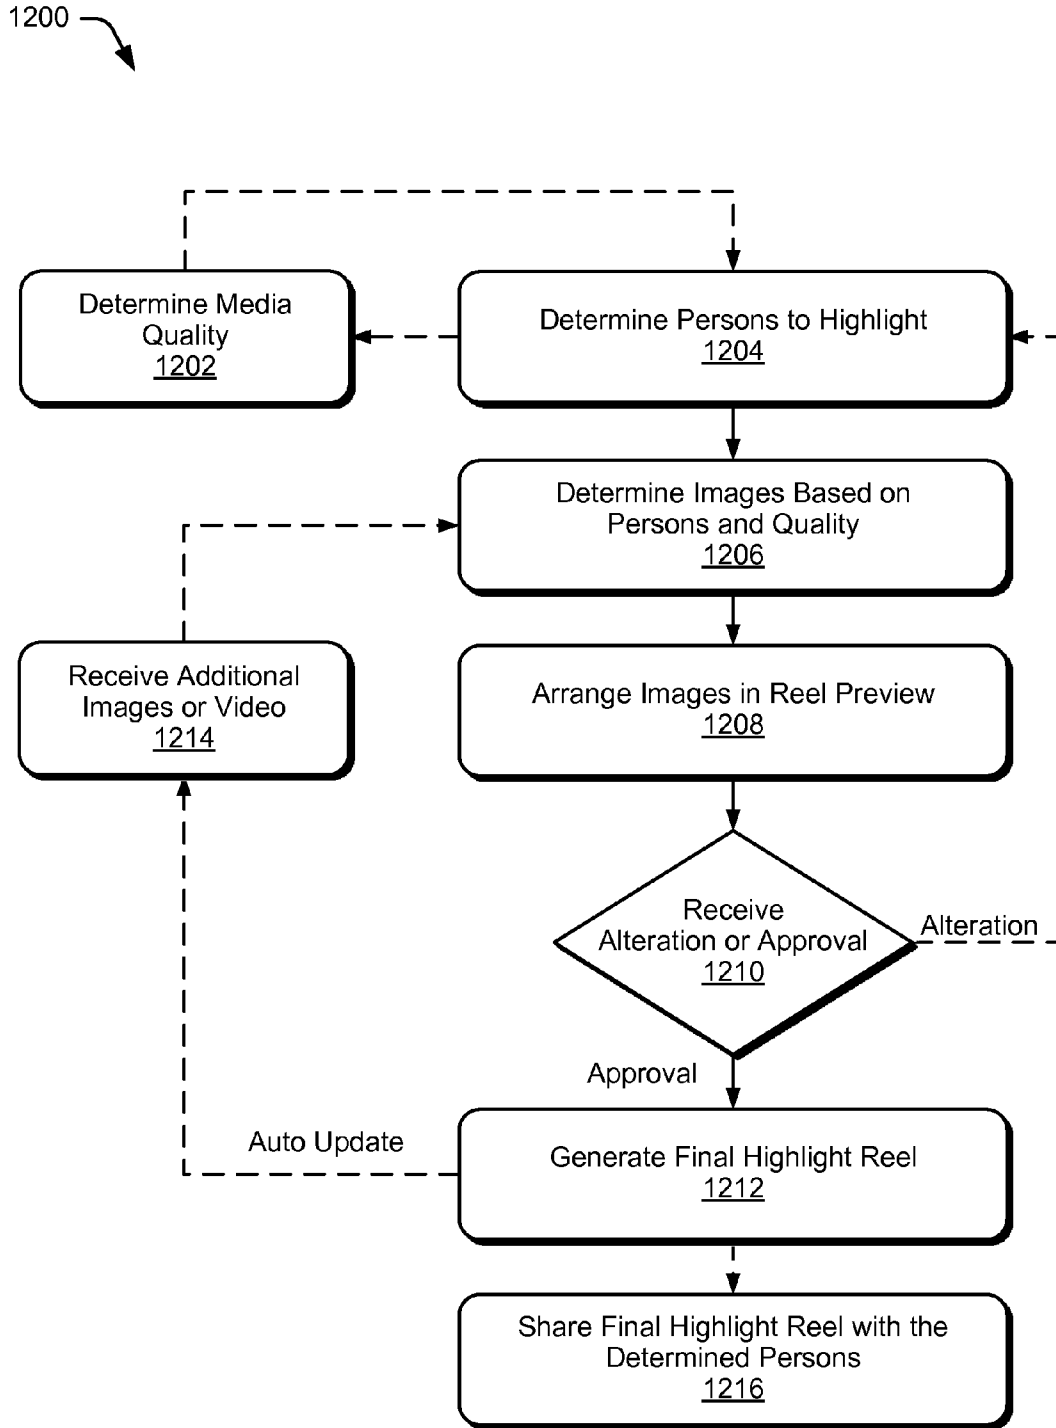 1200
Determine Media
Quality
1202
Determine Persons to Highlight
1204
Determine Images Based on
Persons and Quality
1206
Receive Additional
Images or Video
1214
Arrange Images in Reel Preview
1208
Receive
Alteration or Approval
1210
Alteration
Approval
Auto Update
Generate Final Highlight Reel
1212
Share Final Highlight Reel with the
Determined Persons
1216